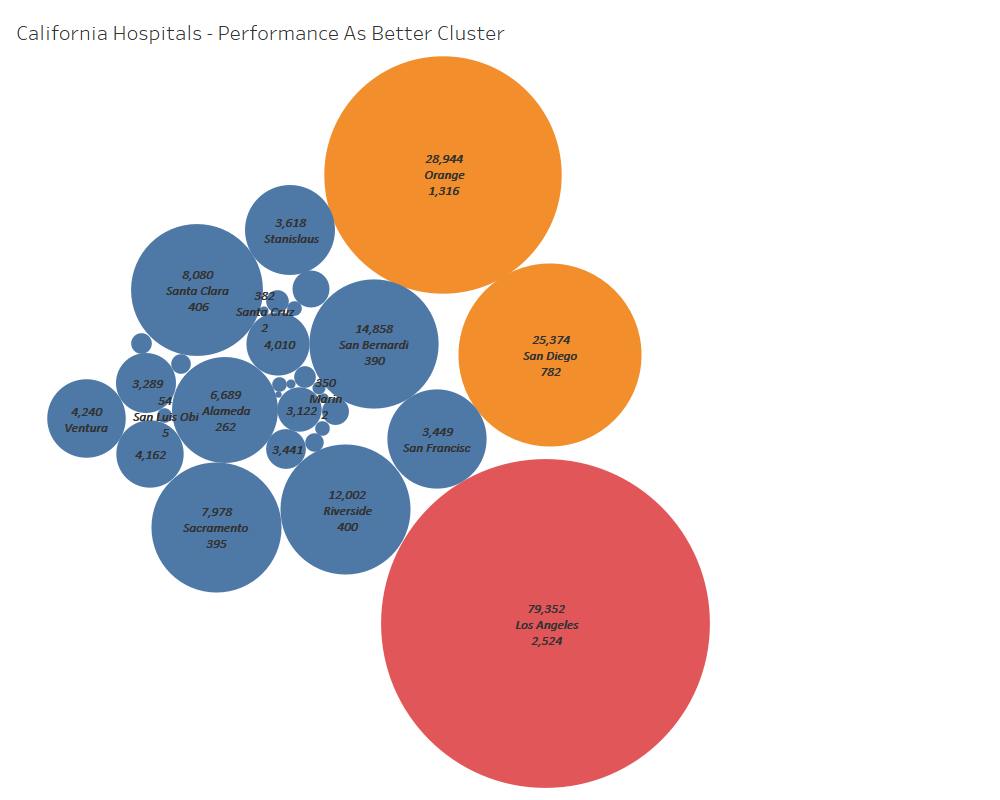 California Hospitals - Performance As Better Cluster
28,944
Orange
1,316
3,618
Stanislaus
8,080
Santa Clara
406
382
Santa Cruz
2
4,010
14,858
San Bernardi
390
25,374
San Diego
782
3,289
54
San Luis Obi
5
4,240
Ventura
6,689
Alameda
262
350
Marin
2
3,122
3,449
San Francisc
4,162
3,441
7,978
Sacramento
395
12,002
Riverside
400
79,352
Los Angeles
2,524